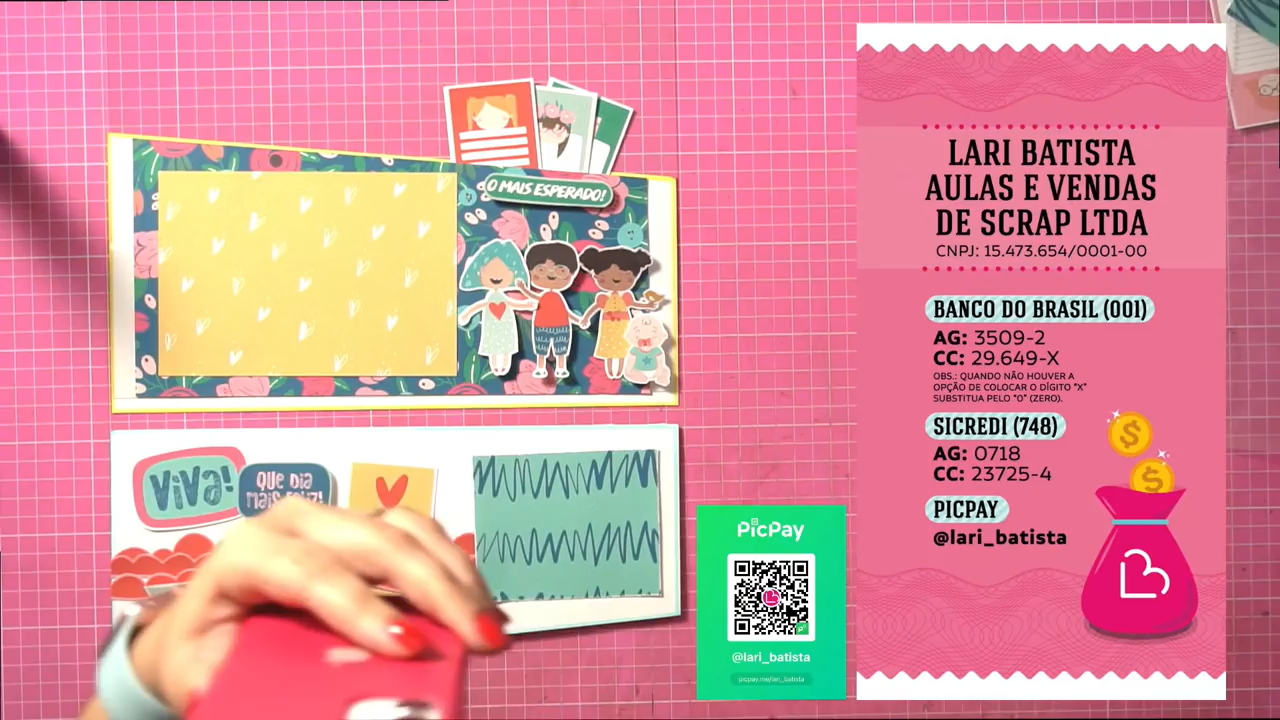 O MAIS ESPERADO!
VIVA!
QUE DIA
MAIS FELIZ!
PicPay
@lari_batista
picpay.me/lari_batista
LARI BATISTA
AULAS E VENDAS
DE SCRAP LTDA
CNPJ: 15.473.654/0001-00
BANCO DO BRASIL (001)
AG: 3509-2
CC: 29.649-X
OBS.: QUANDO NÃO HOUVER A
OPÇÃO DE COLOCAR O DÍGITO "X"
SUBSTITUA PELO "0" (ZERO).
SICREDI (748)
AG: 0718
CC: 23725-4
PICPAY
@lari_batista